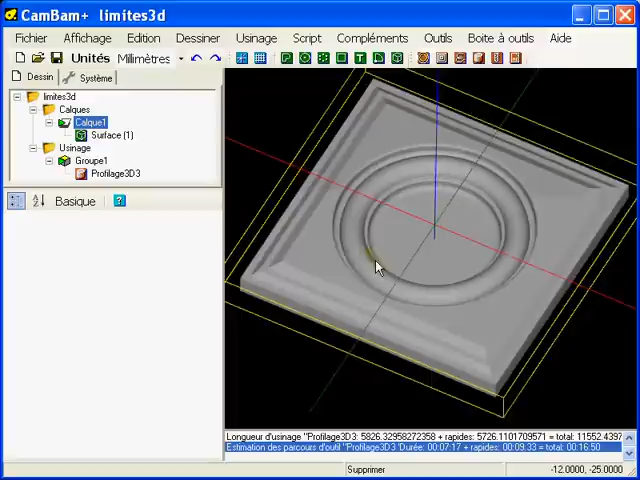 CamBam+ limites3d
Fichier Affichage Edition Dessiner Usinage Script Compléments Outils Boite à outils Aide
Unités Millimètres
Dessin Système
limites3d
Calques
Calque1
Surface (1)
Usinage
Groupe1
Profilage3D3
Basique
Longueur d'usinage "Profilage3D3: 5826.32958272358 + rapides: 5726.1101709571 = total: 11552.4397
Estimation des parcours d'outil "Profilage3D3 'Durée: 00:07:17 + rapides: 00:09:33 = total: 00:16:50
Supprimer
-12.0000, -25.0000